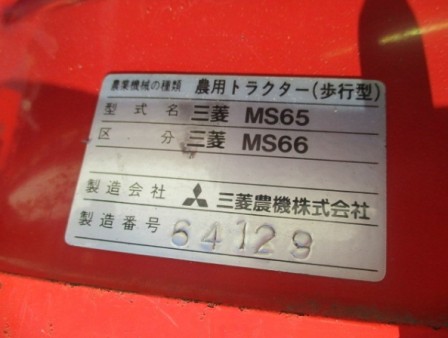 農業機械の種類 農用トラクター(歩行型)
型式名 三菱 MS65
区分 三菱 MS66
製造会社 三菱農機株式会社
製造番号 64129